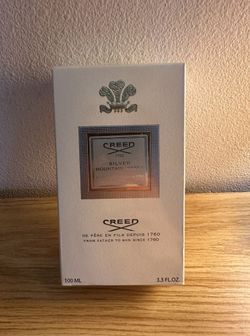 CREED
1760
SILVER
MOUNTAIN WATER
CREED
DE PÈRE EN FILS DEPUIS 1760
FROM FATHER TO SON SINCE 1760
100 ML
3.3 FL.OZ.